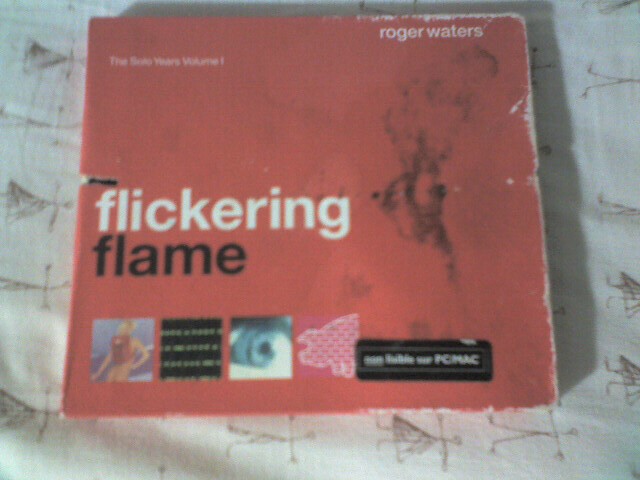 roger waters
The Solo Years Volume I
flickering
flame
non lisible sur PC/MAC